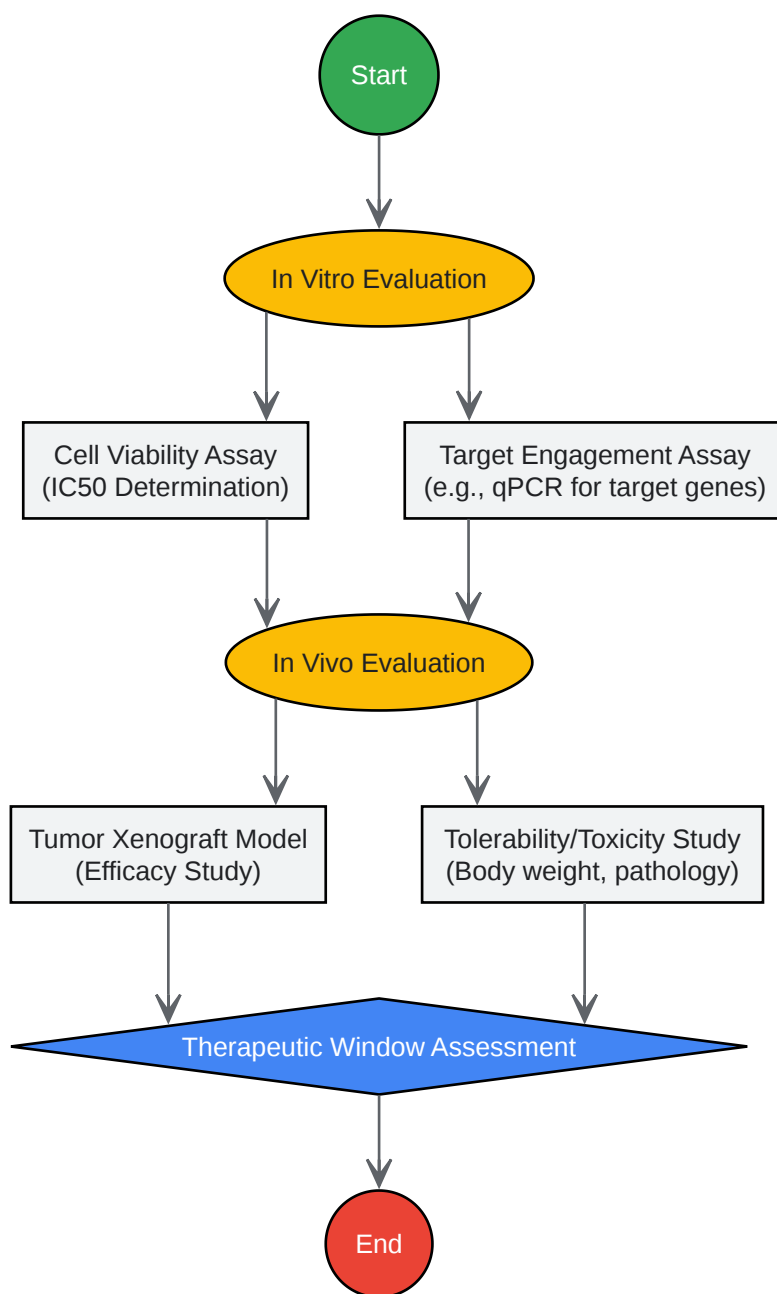 Start
In Vitro Evaluation
Cell Viability Assay
(IC50 Determination)
Target Engagement Assay
(e.g., qPCR for target genes)
In Vivo Evaluation
Tumor Xenograft Model
(Efficacy Study)
Tolerability/Toxicity Study
(Body weight, pathology)
Therapeutic Window Assessment
End